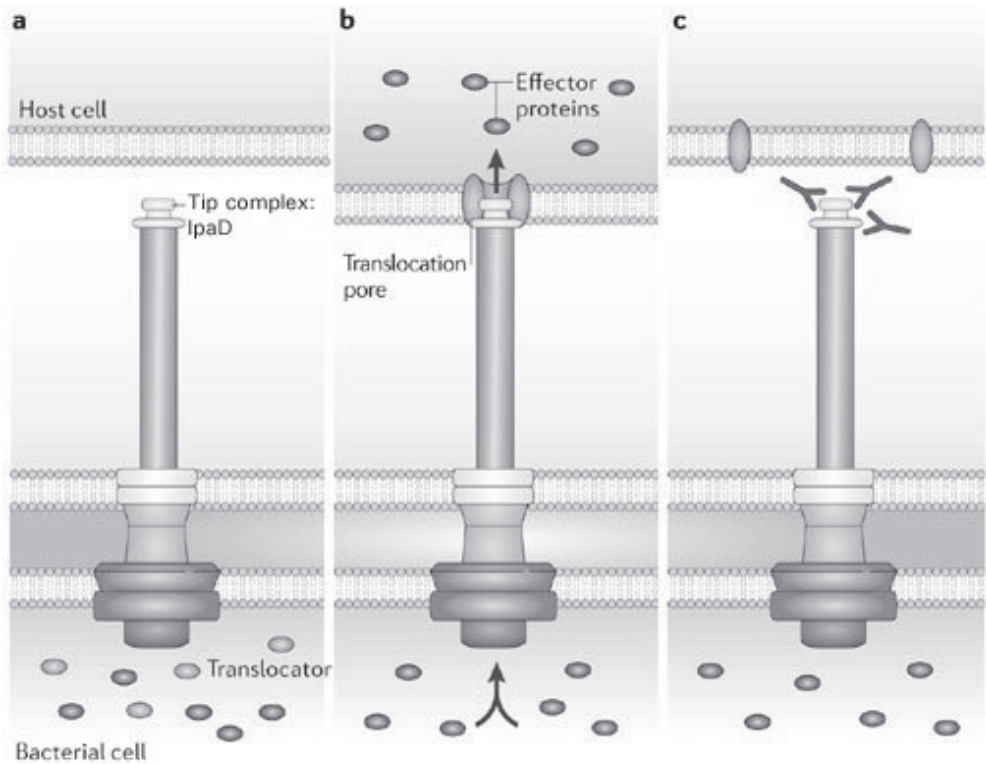 a
Host cell
Tip complex:
IpaD
Translocator
Bacterial cell
b
Effector
proteins
Translocation
pore
c